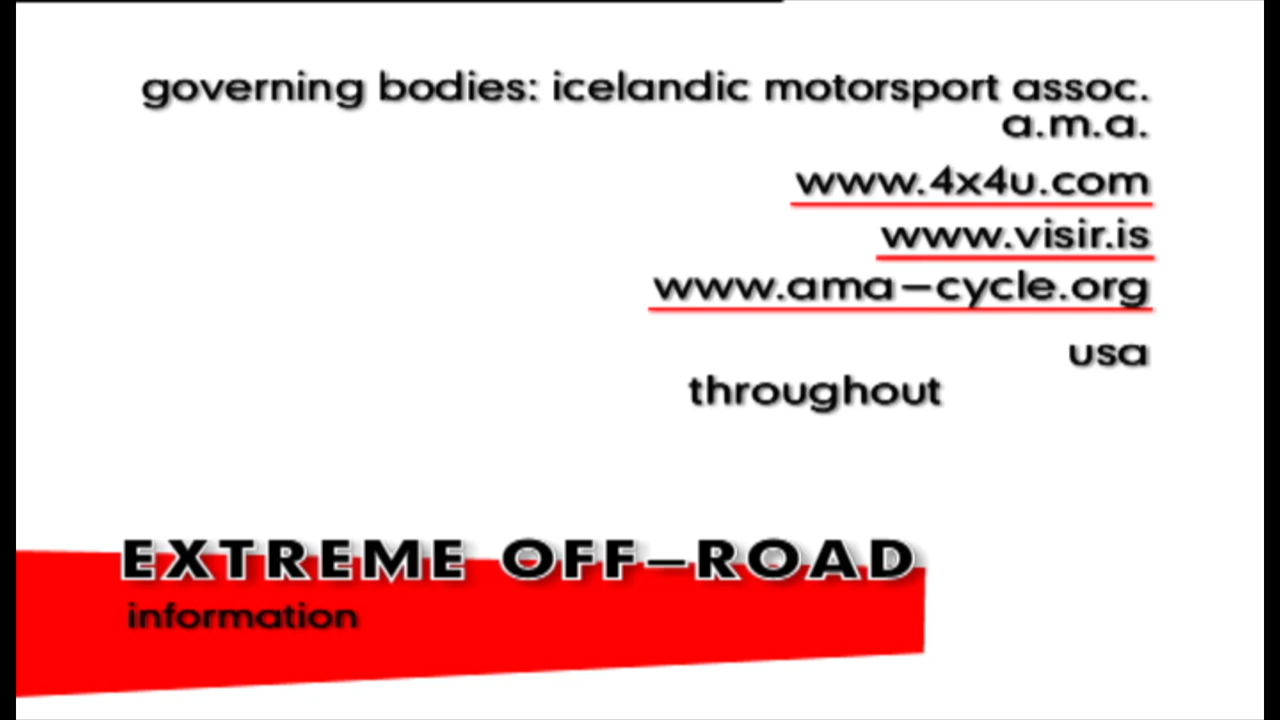 governing bodies: icelandic motorsport assoc.
a.m.a.
www.4x4u.com
www.visir.is
www.ama-cycle.org
usa
throughout
EXTREME OFF-ROAD
information